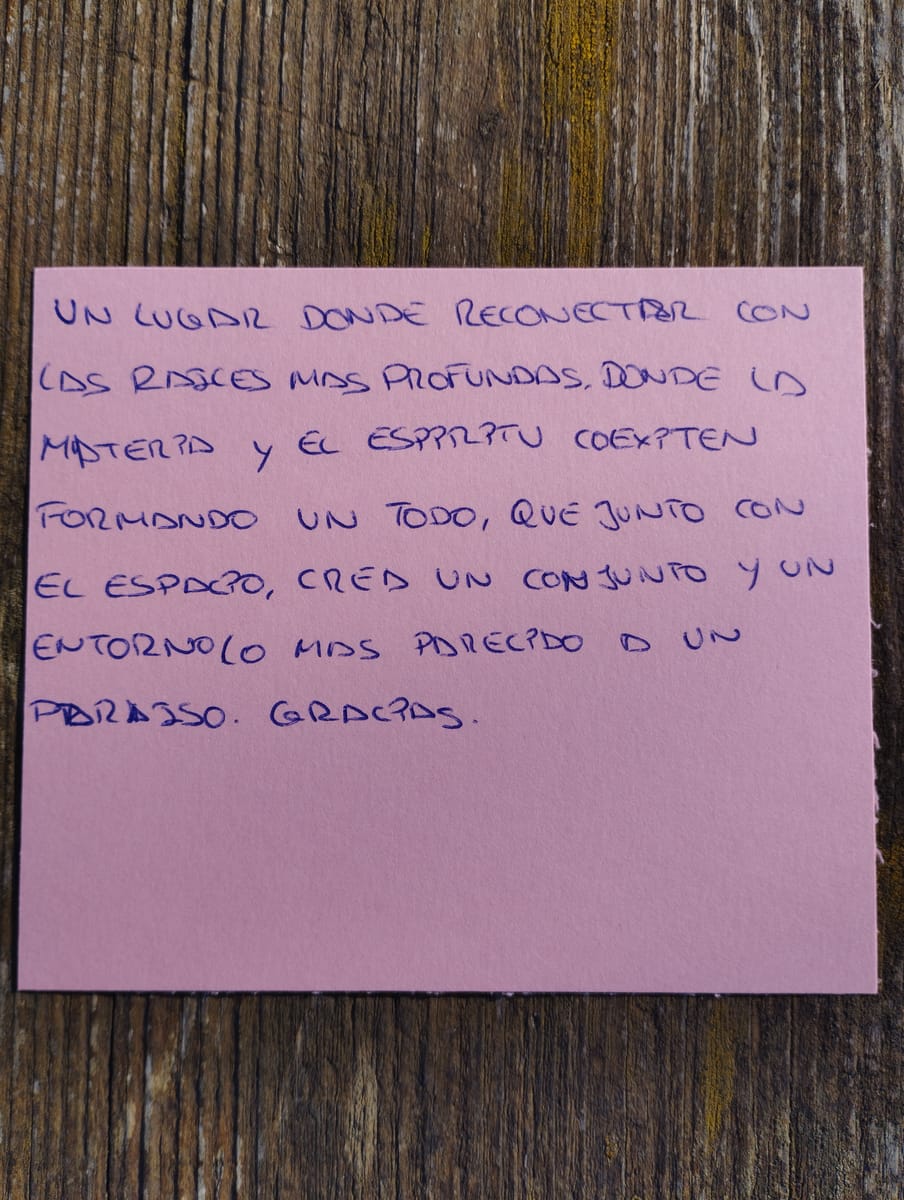 UN LUGAR DONDE RECONECTAR CON
LAS RAICES MAS PROFUNDAS. DONDE LA
MATERIA Y EL ESPIRITU COEXITEN
FORMANDO UN TODO, QUE JUNTO CON
EL ESPACIO, CREA UN CONJUNTO Y UN
ENTORNO LO MAS PARECIDO A UN
PARAISO. GRACIAS.